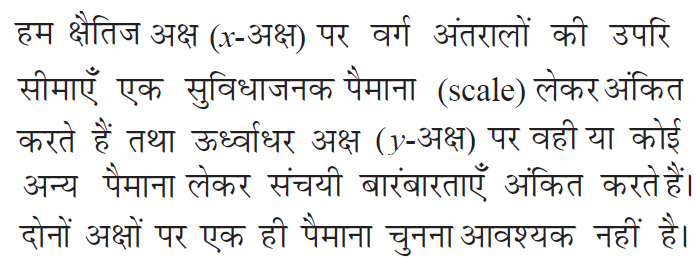 हम क्षैतिज अक्ष (x-अक्ष) पर वर्ग अंतरालों की उपरि
सीमाएँ एक सुविधाजनक पैमाना (scale) लेकर अंकित
करते हैं तथा ऊर्ध्वाधर अक्ष (y-अक्ष) पर वही या कोई
अन्य पैमाना लेकर संचयी बारंबारताएँ अंकित करते हैं।
दोनों अक्षों पर एक ही पैमाना चुनना आवश्यक नहीं है।